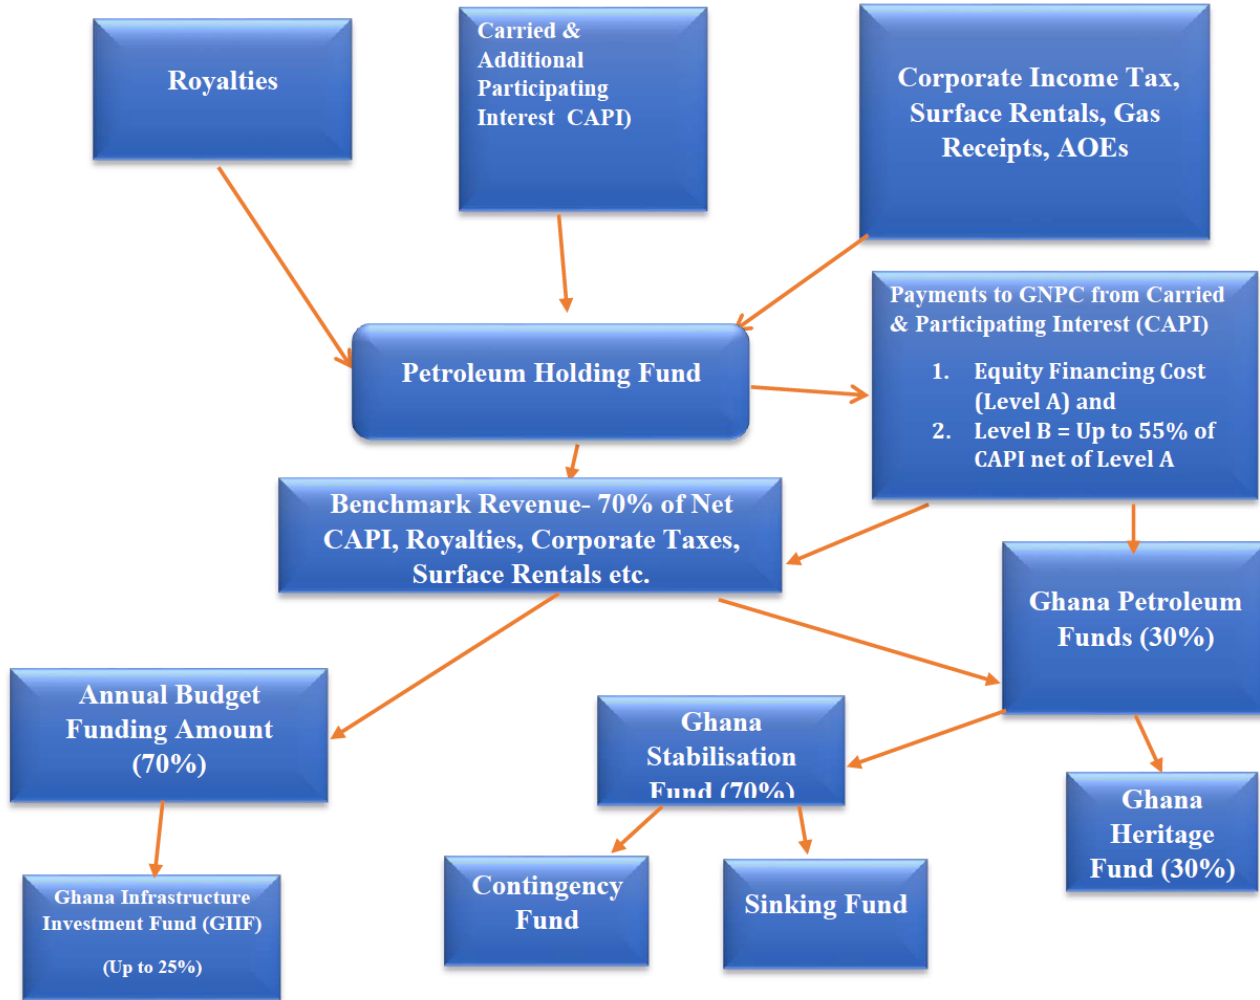 Royalties
Carried &
Additional
Participating
Interest  CAPI)
Corporate Income Tax,
Surface Rentals, Gas
Receipts, AOEs
Payments to GNPC from Carried
& Participating Interest (CAPI)
1. Equity Financing Cost
(Level A) and
2. Level B = Up to 55% of
CAPI net of Level A
Petroleum Holding Fund
Benchmark Revenue- 70% of Net
CAPI, Royalties, Corporate Taxes,
Surface Rentals etc.
Ghana Petroleum
Funds (30%)
Annual Budget
Funding Amount
(70%)
Ghana
Stabilisation
Fund (70%)
Ghana
Heritage
Fund (30%)
Ghana Infrastructure
Investment Fund (GIIF)
(Up to 25%)
Contingency
Fund
Sinking Fund